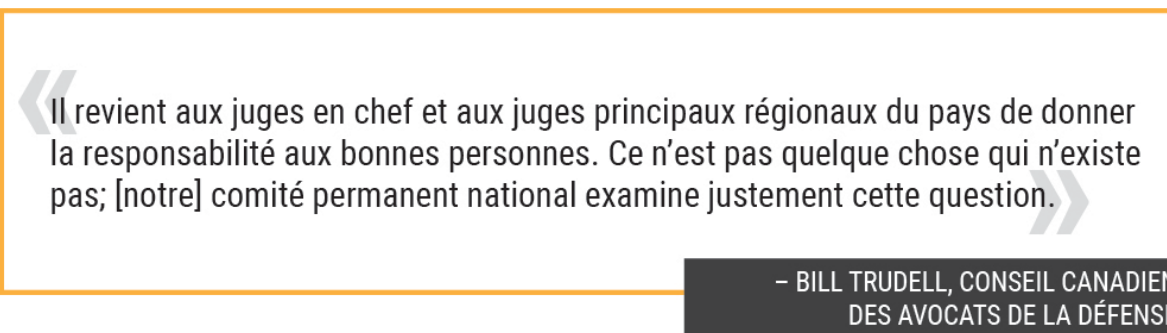 « Il revient aux juges en chef et aux juges principaux régionaux du pays de donner
la responsabilité aux bonnes personnes. Ce n’est pas quelque chose qui n’existe
pas; [notre] comité permanent national examine justement cette question. »
– BILL TRUDELL, CONSEIL CANADIEN
DES AVOCATS DE LA DÉFENSE